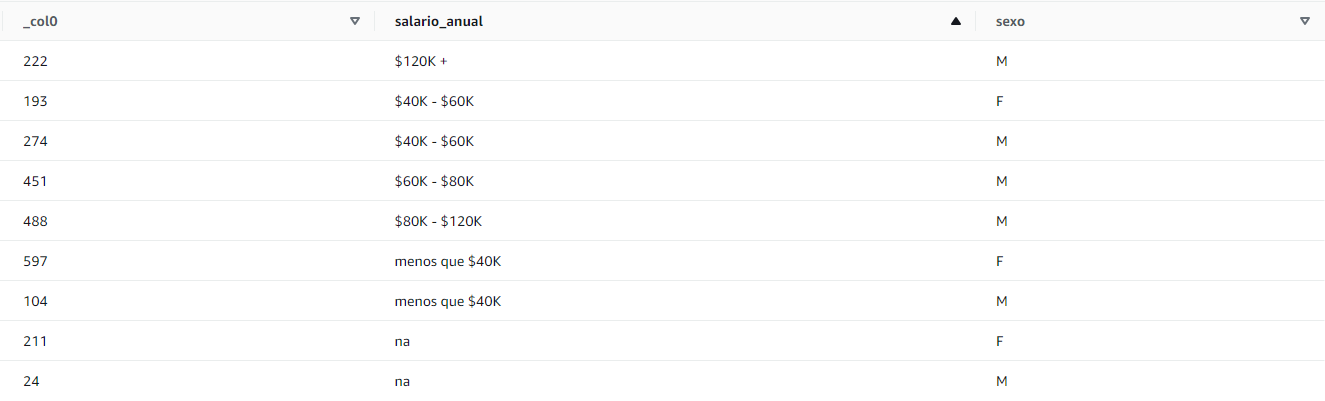 _col0 salario_anual sexo
222 $120K + M
193 $40K - $60K F
274 $40K - $60K M
451 $60K - $80K M
488 $80K - $120K M
597 menos que $40K F
104 menos que $40K M
211 na F
24 na M